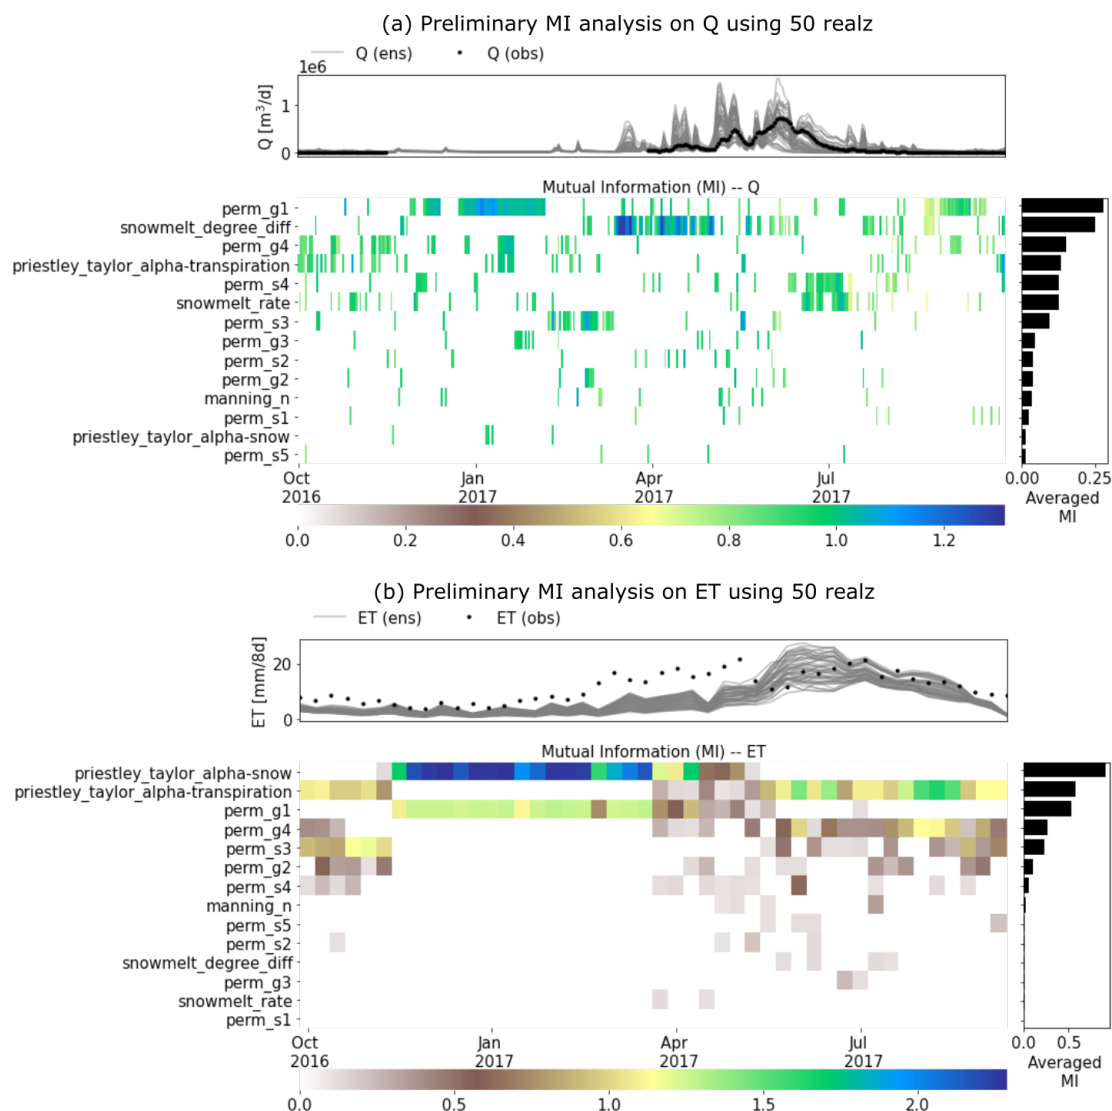 (a) Preliminary MI analysis on Q using 50 realz
Q (ens)
Q (obs)
1e6
Q [m³/d]
1
0
Mutual Information (MI) -- Q
perm_g1
snowmelt_degree_diff
perm_g4
priestley_taylor_alpha-transpiration
perm_s4
snowmelt_rate
perm_s3
perm_g3
perm_s2
perm_g2
manning_n
perm_s1
priestley_taylor_alpha-snow
perm_s5
Oct Jan Apr Jul 0.00 0.25
2016 2017 2017 2017 Averaged
MI
0.0 0.2 0.4 0.6 0.8 1.0 1.2
(b) Preliminary MI analysis on ET using 50 realz
ET (ens)
ET (obs)
ET [mm/8d]
20
0
Mutual Information (MI) -- ET
priestley_taylor_alpha-snow
priestley_taylor_alpha-transpiration
perm_g1
perm_g4
perm_s3
perm_g2
perm_s4
manning_n
perm_s5
perm_s2
snowmelt_degree_diff
perm_g3
snowmelt_rate
perm_s1
Oct Jan Apr Jul 0.0 0.5
2016 2017 2017 2017 Averaged
MI
0.0 0.5 1.0 1.5 2.0